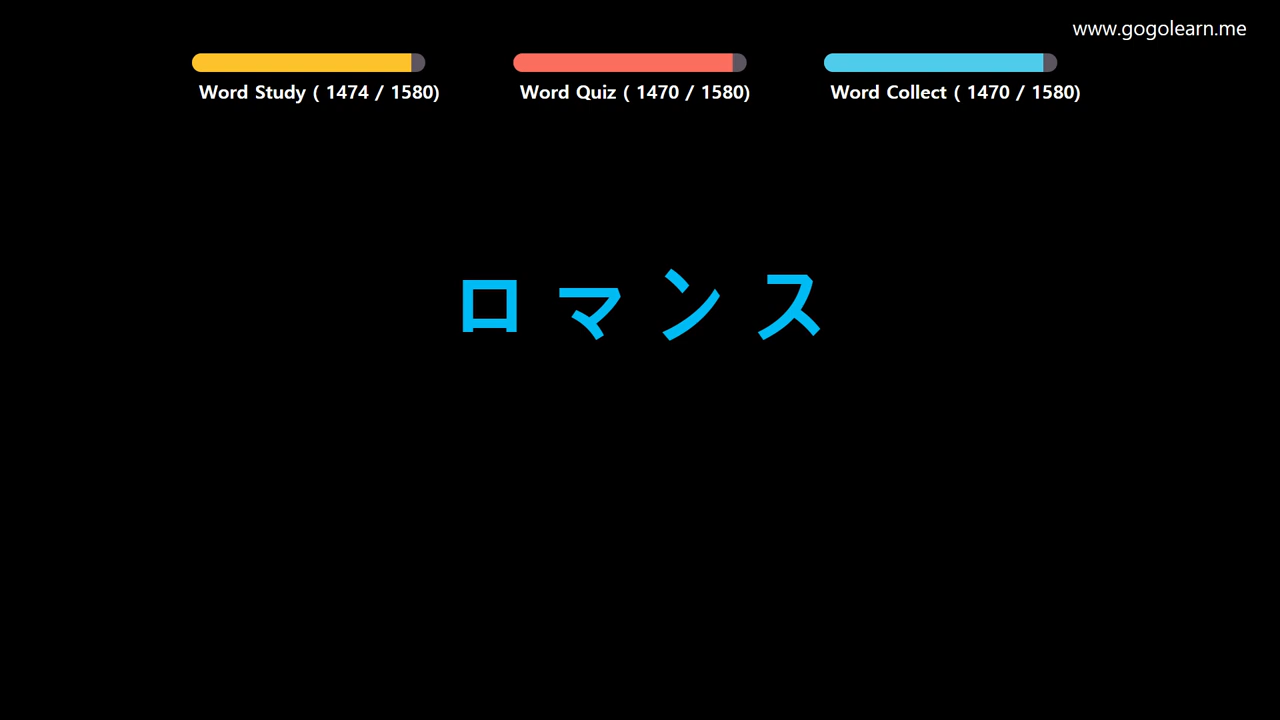 www.gogolearn.me
Word Study ( 1474 / 1580)
Word Quiz ( 1470 / 1580)
Word Collect ( 1470 / 1580)
ロマンス